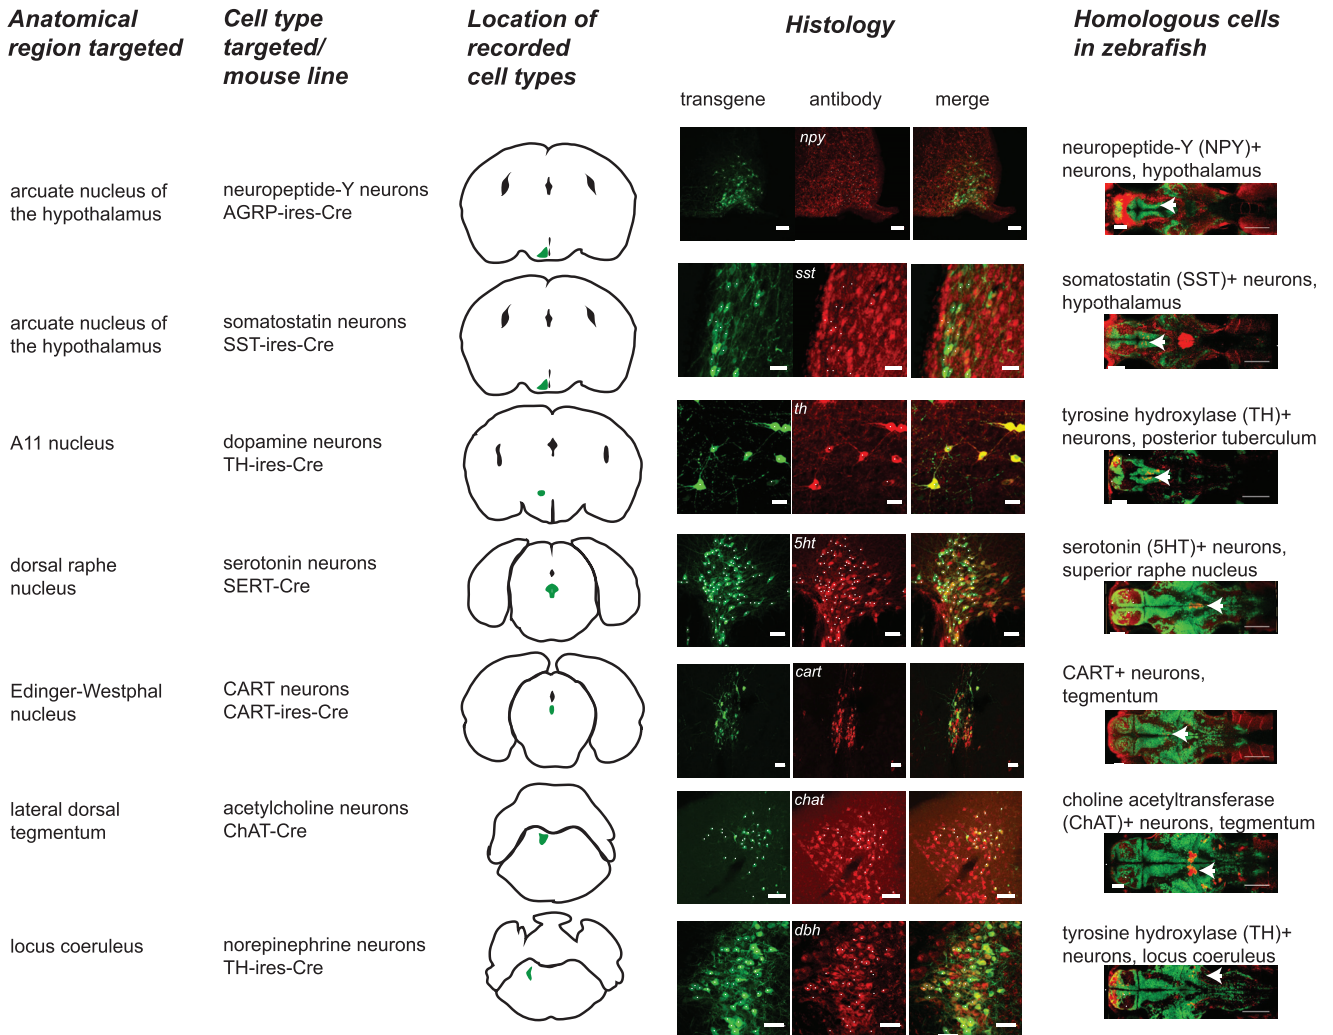 Anatomical
region targeted
Cell type
targeted/
mouse line
Location of
recorded
cell types
Histology
Homologous cells
in zebrafish
transgene
antibody
merge
arcuate nucleus of
the hypothalamus
neuropeptide-Y neurons
AGRP-ires-Cre
npy
neuropeptide-Y (NPY)+
neurons, hypothalamus
arcuate nucleus of
the hypothalamus
somatostatin neurons
SST-ires-Cre
sst
somatostatin (SST)+ neurons,
hypothalamus
A11 nucleus
dopamine neurons
TH-ires-Cre
th
tyrosine hydroxylase (TH)+
neurons, posterior tuberculum
dorsal raphe
nucleus
serotonin neurons
SERT-Cre
5ht
serotonin (5HT)+ neurons,
superior raphe nucleus
Edinger-Westphal
nucleus
CART neurons
CART-ires-Cre
cart
CART+ neurons,
tegmentum
lateral dorsal
tegmentum
acetylcholine neurons
ChAT-Cre
chat
choline acetyltransferase
(ChAT)+ neurons, tegmentum
locus coeruleus
norepinephrine neurons
TH-ires-Cre
dbh
tyrosine hydroxylase (TH)+
neurons, locus coeruleus